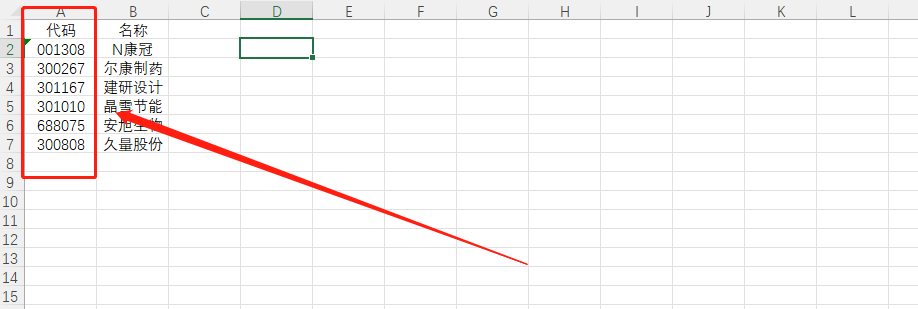 A B C D E F G H I J K L
1 代码 名称
2 001308 N康冠
3 300267 尔康制药
4 301167 建研设计
5 301010 晶雪节能
6 688075 安旭生物
7 300808 久量股份
8
9
10
11
12
13
14
15